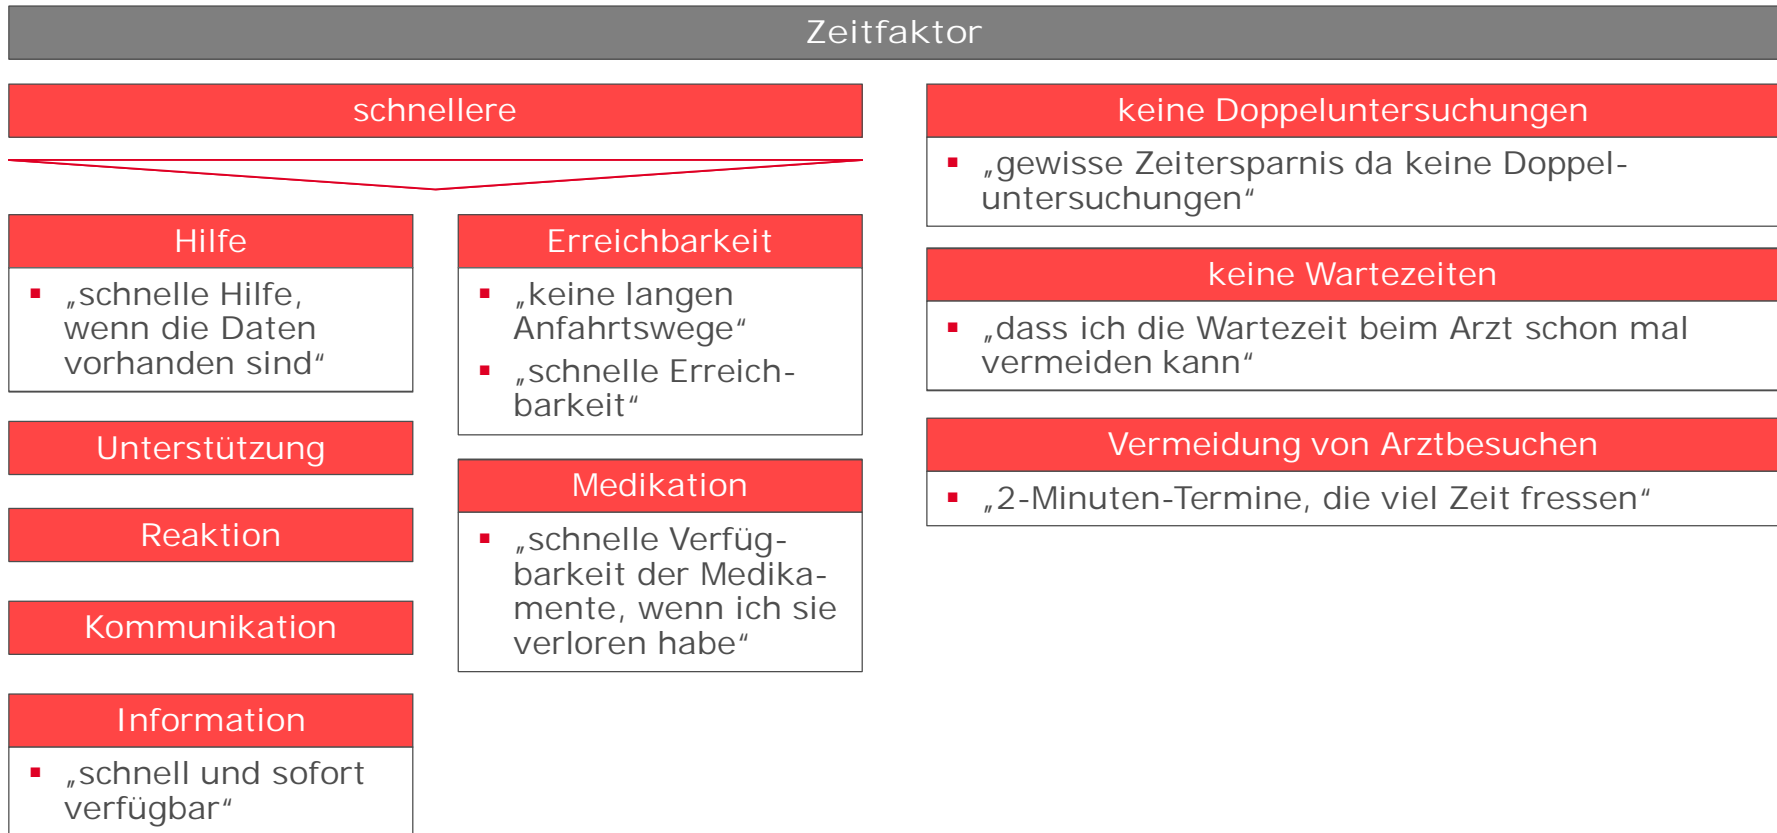 Zeitfaktor
schnellere
Hilfe
„schnelle Hilfe,
wenn die Daten
vorhanden sind“
Unterstützung
Reaktion
Kommunikation
Information
„schnell und sofort
verfügbar“
Erreichbarkeit
„keine langen
Anfahrtswege“
„schnelle Erreich-
barkeit“
Medikation
„schnelle Verfüg-
barkeit der Medika-
mente, wenn ich sie
verloren habe“
keine Doppeluntersuchungen
„gewisse Zeitersparnis da keine Doppel-
untersuchungen“
keine Wartezeiten
„dass ich die Wartezeit beim Arzt schon mal
vermeiden kann“
Vermeidung von Arztbesuchen
„2-Minuten-Termine, die viel Zeit fressen“